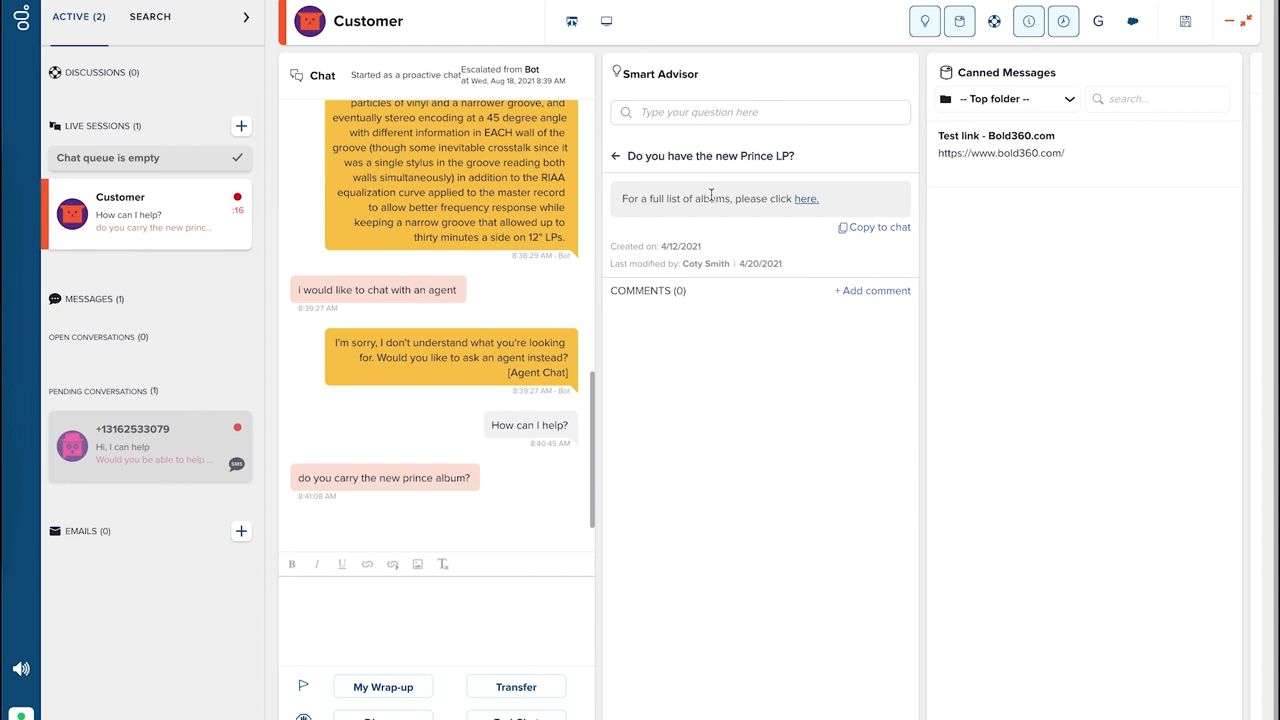 ACTIVE (2)
SEARCH
DISCUSSIONS (0)
LIVE SESSIONS (1)
Chat queue is empty
Customer
How can I help?
:16
do you carry the new princ...
MESSAGES (1)
OPEN CONVERSATIONS (0)
PENDING CONVERSATIONS (1)
+13162533079
Hi, I can help
Would you be able to help ...
SMS
EMAILS (0)
Customer
G
Chat
Started as a proactive chat
Escalated from Bot
at Wed, Aug 18, 2021 8:39 AM
particles of vinyl and a narrower groove, and
eventually stereo encoding at a 45 degree angle
with different information in EACH wall of the
groove (though some inevitable crosstalk since it
was a single stylus in the groove reading both
walls simultaneously) in addition to the RIAA
equalization curve applied to the master record
to allow better frequency response while
keeping a narrow groove that allowed up to
thirty minutes a side on 12" LPs.
8:38:29 AM - Bot
i would like to chat with an agent
8:39:27 AM
I'm sorry, I don't understand what you're looking
for. Would you like to ask an agent instead?
[Agent Chat]
8:39:27 AM - Bot
How can I help?
8:40:45 AM
do you carry the new prince album?
8:41:08 AM
B I U
My Wrap-up
Transfer
Smart Advisor
Type your question here
Do you have the new Prince LP?
For a full list of albums, please click here.
Copy to chat
Created on: 4/12/2021
Last modified by: Coty Smith | 4/20/2021
COMMENTS (0)
+ Add comment
Canned Messages
-- Top folder --
search...
Test link - Bold360.com
https://www.bold360.com/